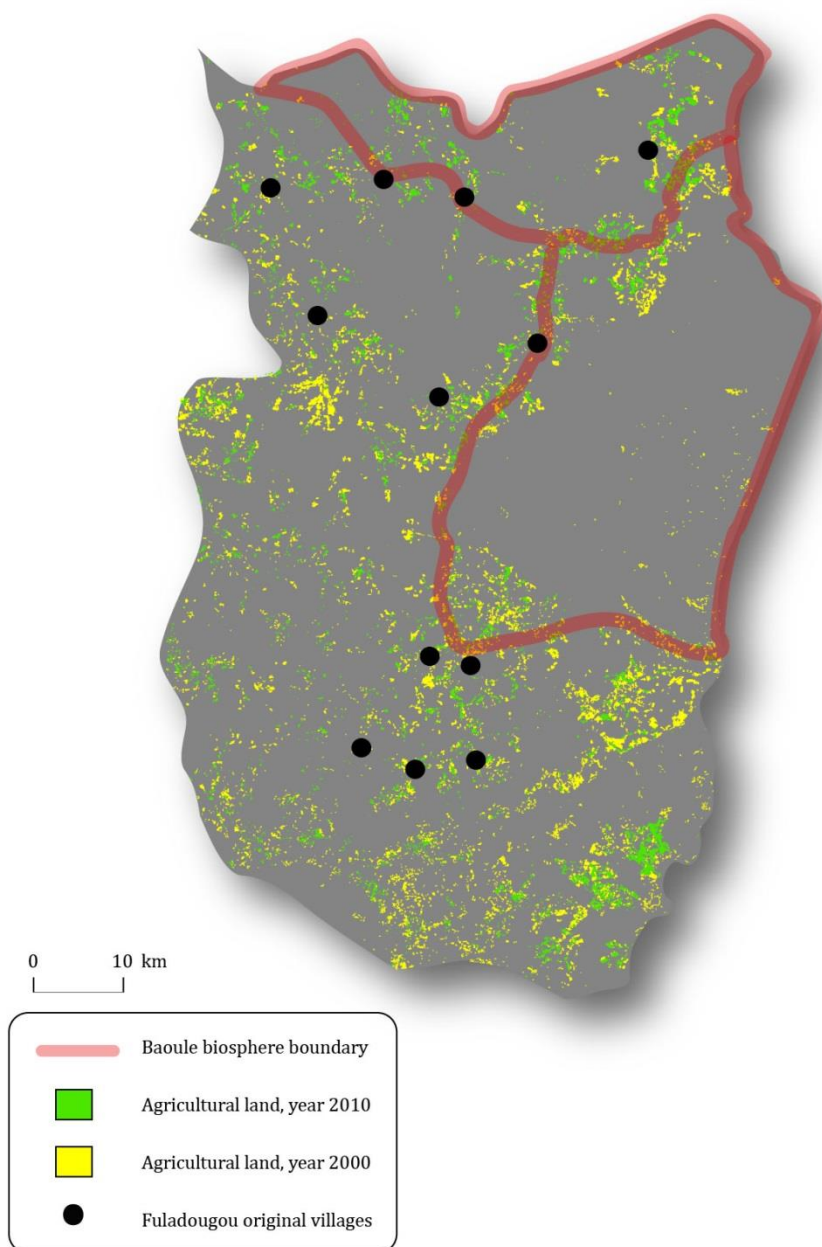 0 10 km
Baoule biosphere boundary
Agricultural land, year 2010
Agricultural land, year 2000
Fuladougou original villages